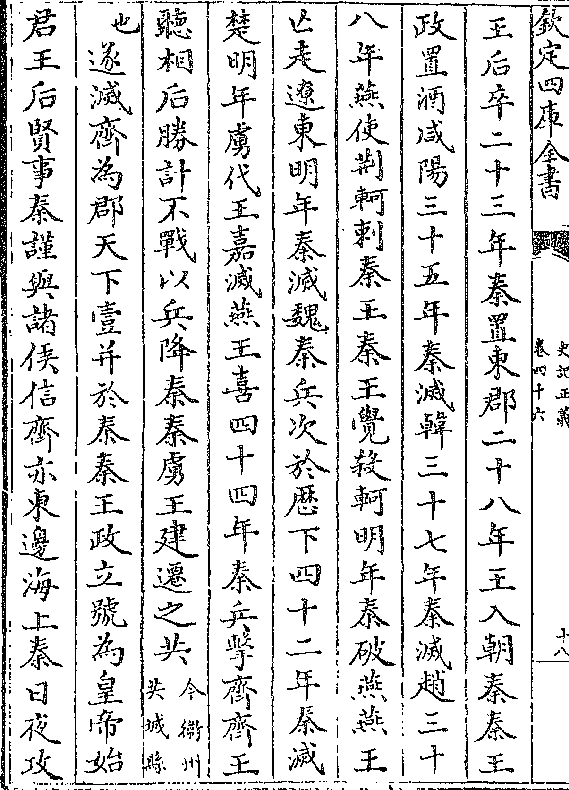 欽定四庫全書
史記正義
卷四十六
十八
王后卒二十三年秦置東郡二十八年王入朝秦秦王
政置酒咸陽三十五年秦滅韓三十七年秦滅趙三十
八年燕使荆軻刺秦王秦王覺殺軻明年秦破燕燕王
亡走遼東明年秦滅魏秦兵次於厯下四十二年秦滅
楚明年虜代王嘉滅燕王喜四十四年秦兵擊齊齊王
聽相后勝計不戰以兵降秦秦虜王建遷之共今衞州共城縣
也遂滅齊為郡天下壹并於秦秦王政立號為皇帝始
君王后賢事秦謹與諸侯信齊亦東邊海上秦日夜攻